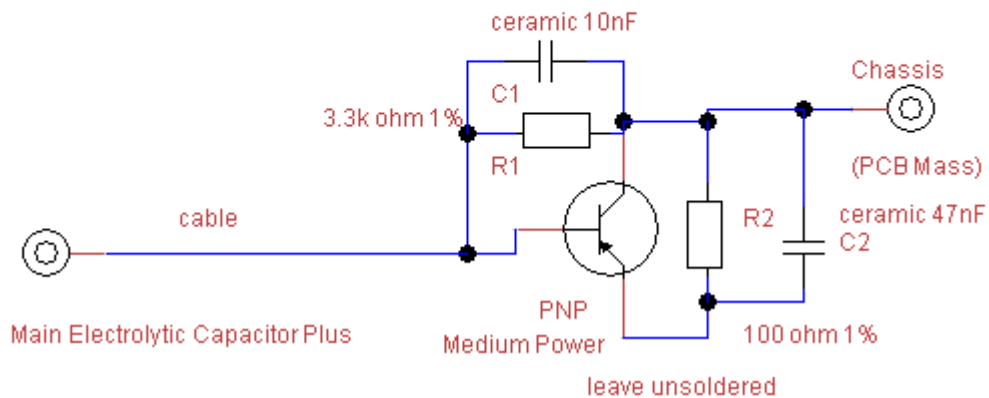 ceramic 10nF
Chassis
C1
3.3k ohm 1%
R1
(PCB Mass)
cable
R2
ceramic 47nF
C2
PNP
Main Electrolytic Capacitor Plus
Medium Power
100 ohm 1%
leave unsoldered